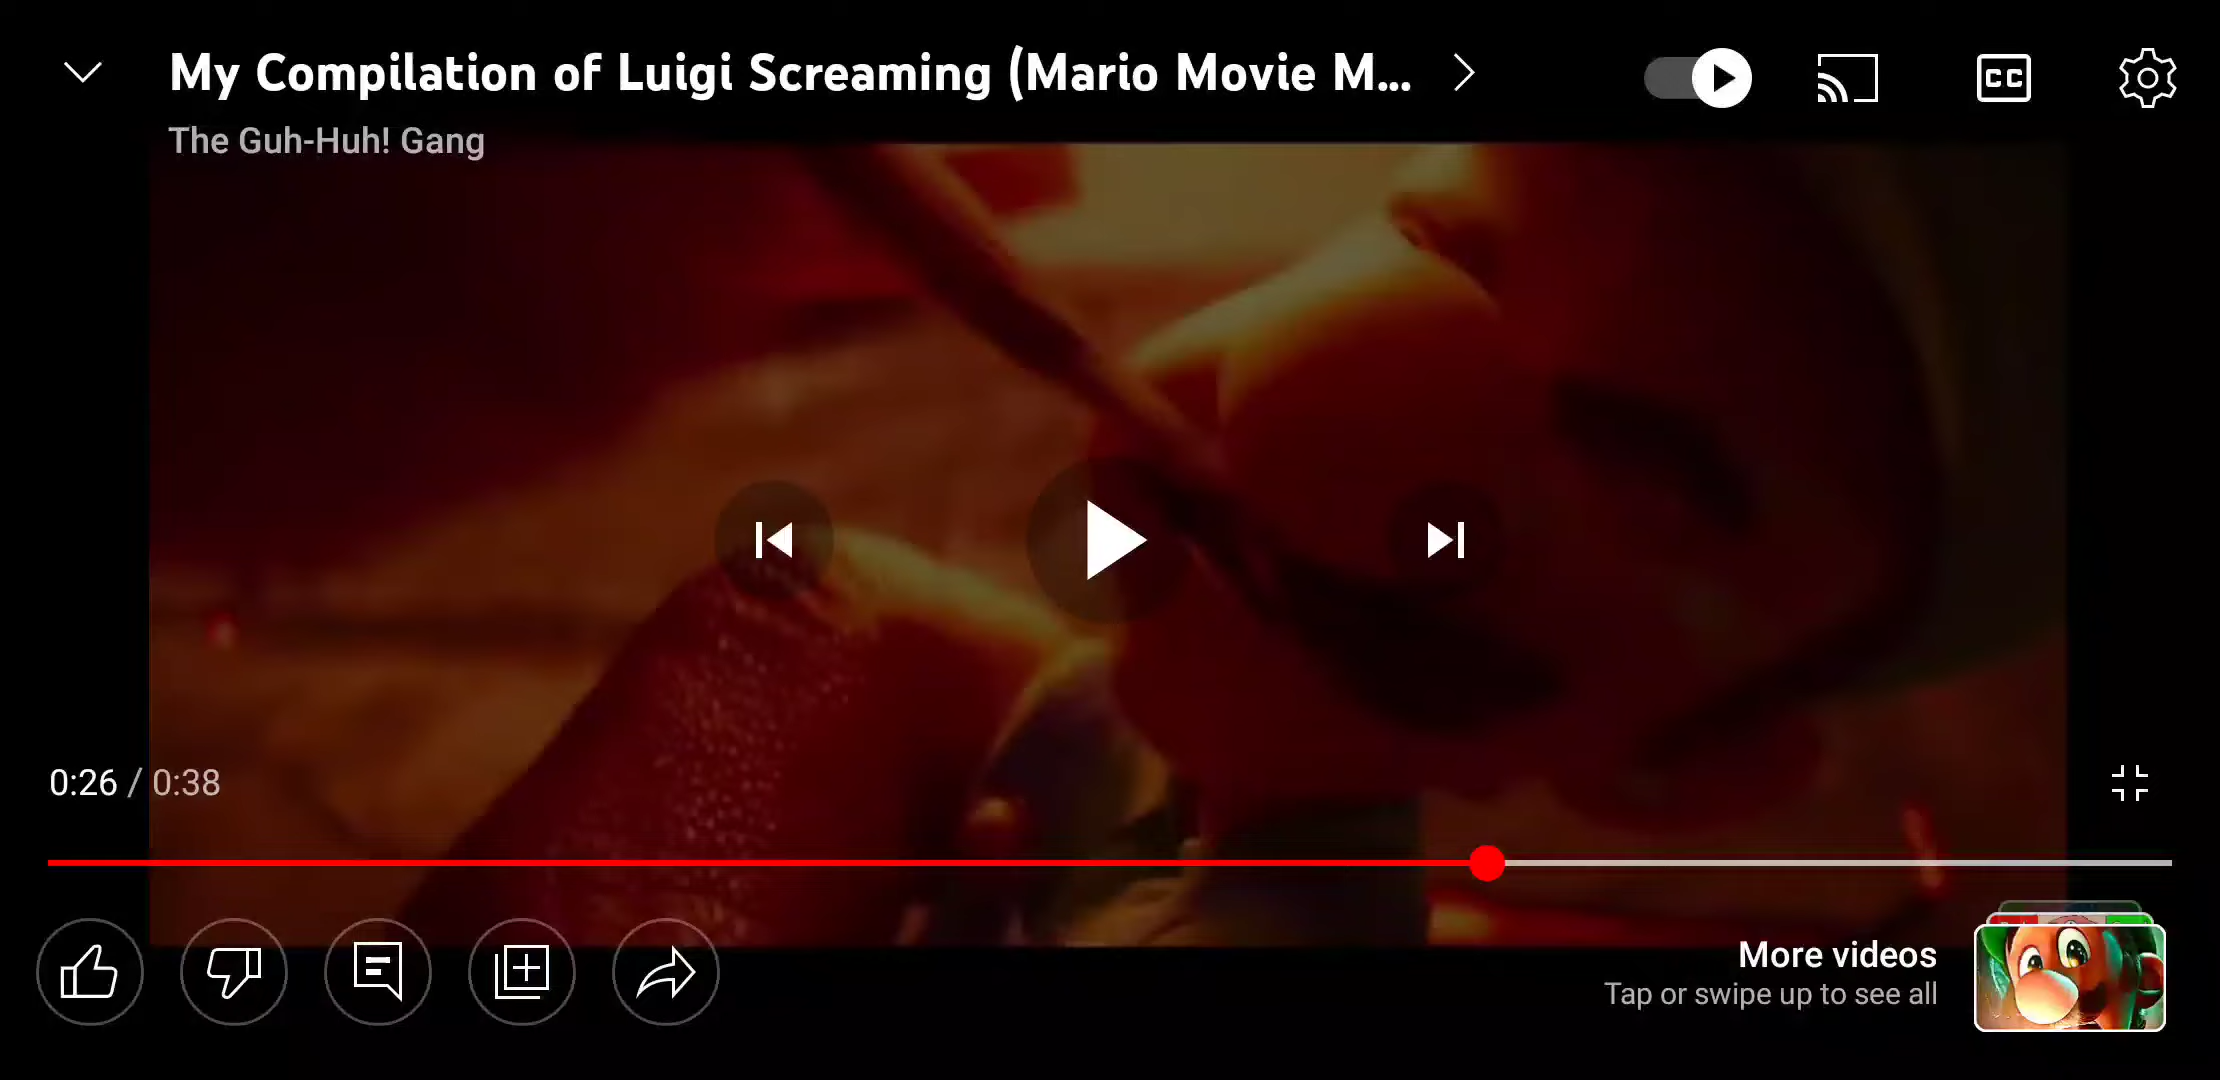 My Compilation of Luigi Screaming (Mario Movie M...
CC
The Guh-Huh! Gang
0:26 / 0:38
More videos
Tap or swipe up to see all